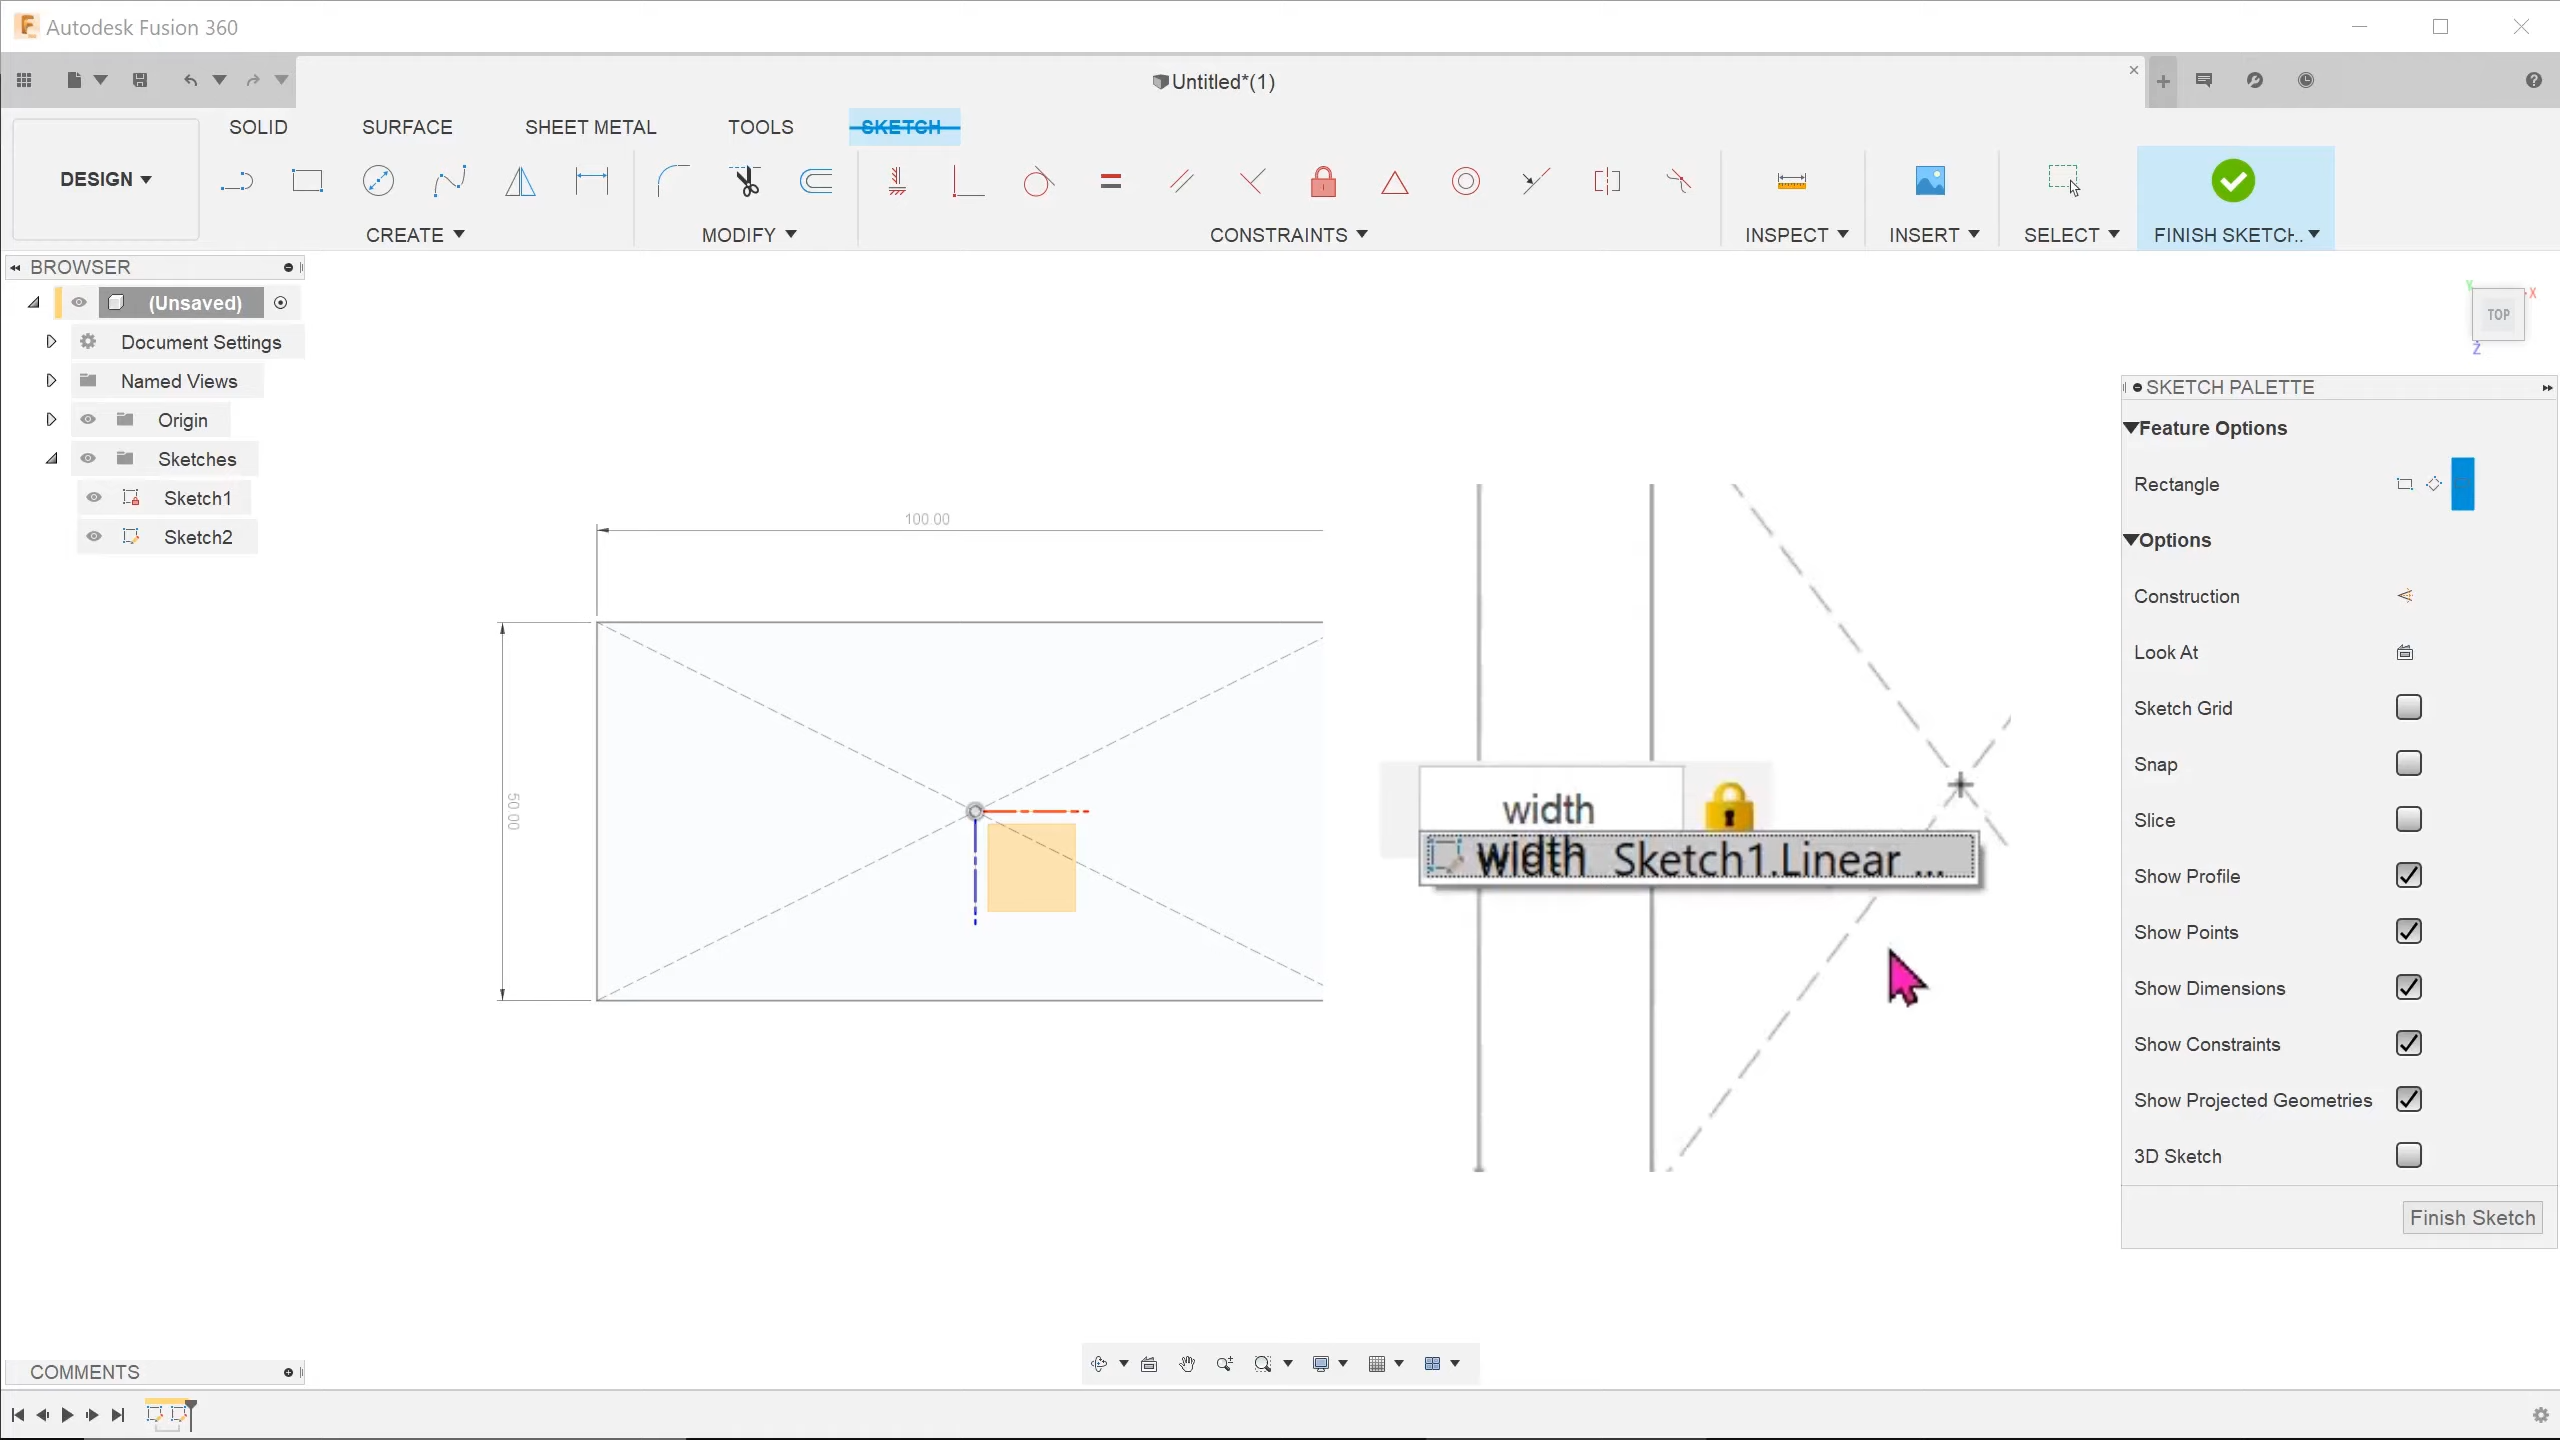 Autodesk Fusion 360
Untitled*(1)
SOLID
SURFACE
SHEET METAL
TOOLS
SKETCH
DESIGN
CREATE
MODIFY
CONSTRAINTS
INSPECT
INSERT
SELECT
FINISH SKETCH..
BROWSER
(Unsaved)
Document Settings
Named Views
Origin
Sketches
Sketch1
Sketch2
100.00
50.00
width
width Sketch1.Linear ...
Y
X
TOP
Z
SKETCH PALETTE
Feature Options
Rectangle
Options
Construction
Look At
Sketch Grid
Snap
Slice
Show Profile
Show Points
Show Dimensions
Show Constraints
Show Projected Geometries
3D Sketch
Finish Sketch
COMMENTS